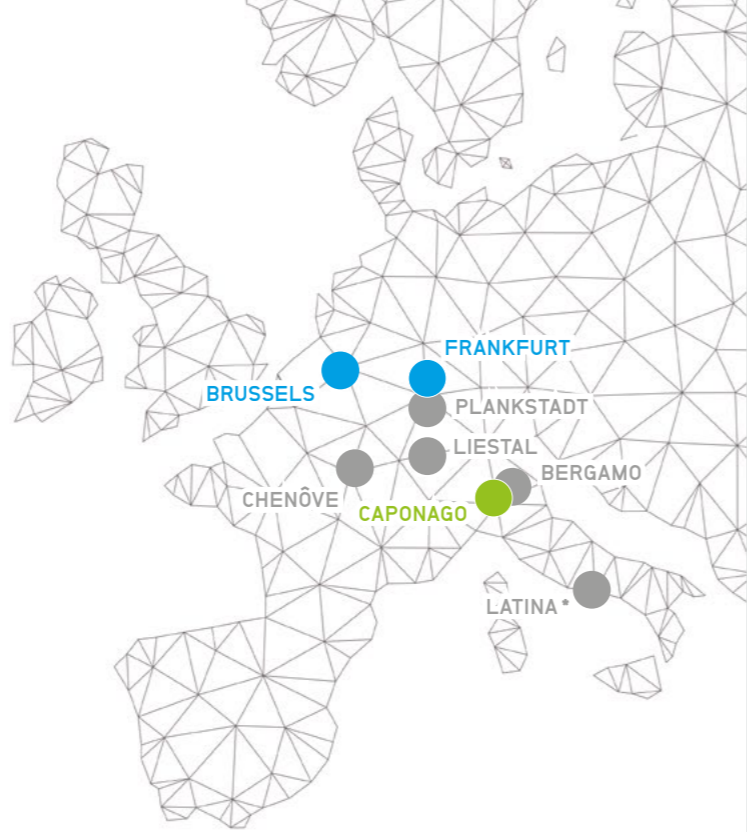 FRANKFURT
BRUSSELS
PLANKSTADT
LIESTAL
BERGAMO
CHENÔVE
CAPONAGO
LATINA*